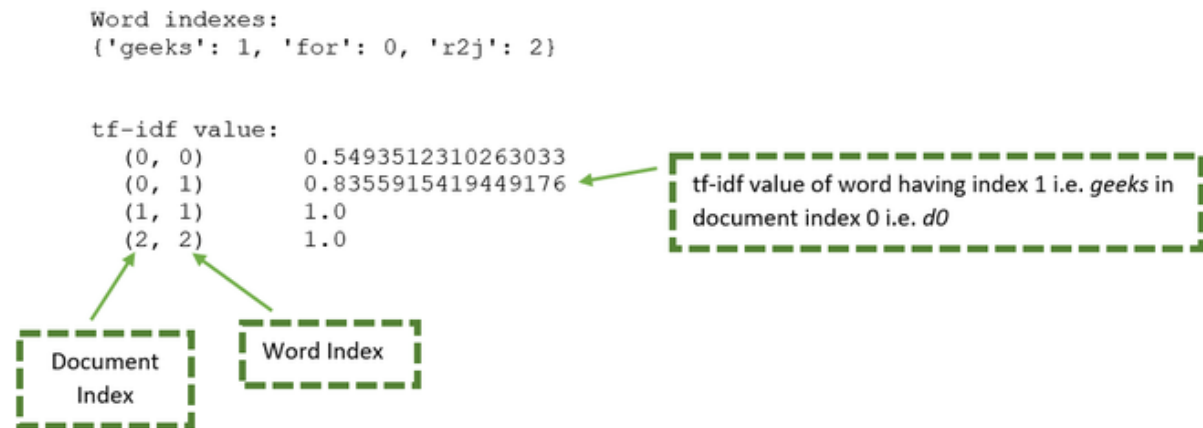 Word indexes:
{'geeks': 1, 'for': 0, 'r2j': 2}
tf-idf value:
(0, 0) 0.5493512310263033
(0, 1) 0.8355915419449176
(1, 1) 1.0
(2, 2) 1.0
tf-idf value of word having index 1 i.e. geeks in
document index 0 i.e. d0
Document
Index
Word Index